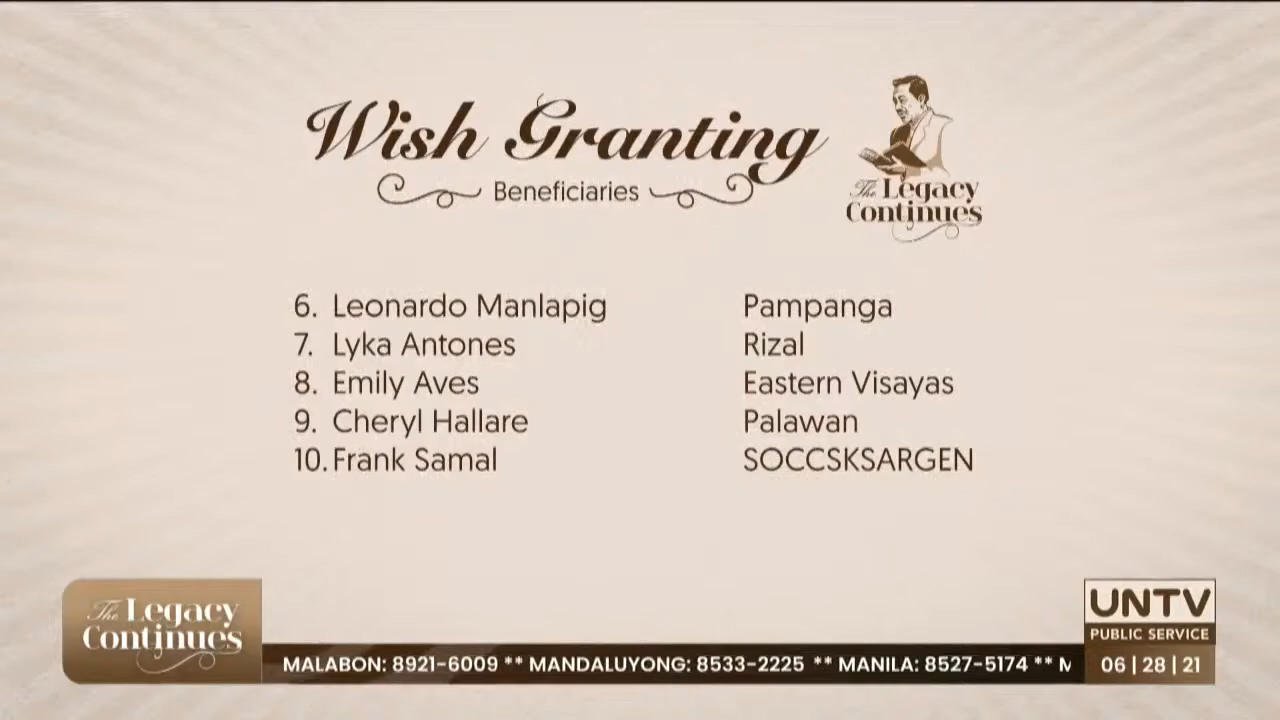 Wish Granting
Beneficiaries
The Legacy
Continues
6. Leonardo Manlapig Pampanga
7. Lyka Antones Rizal
8. Emily Aves Eastern Visayas
9. Cheryl Hallare Palawan
10. Frank Samal SOCCSKSARGEN
The Legacy
Continues
UNTV
PUBLIC SERVICE
MALABON: 8921-6009 ** MANDALUYONG: 8533-2225 ** MANILA: 8527-5174 ** M
06 | 28 | 21